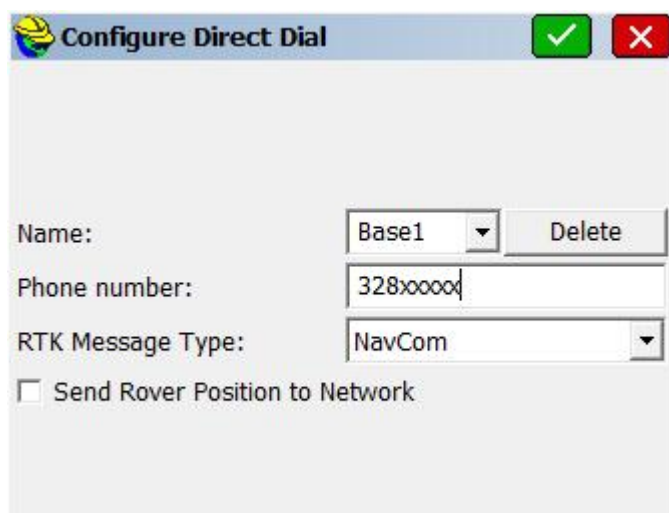 Configure Direct Dial
Name: Base1 Delete
Phone number: 328xxxxx
RTK Message Type: NavCom
Send Rover Position to Network